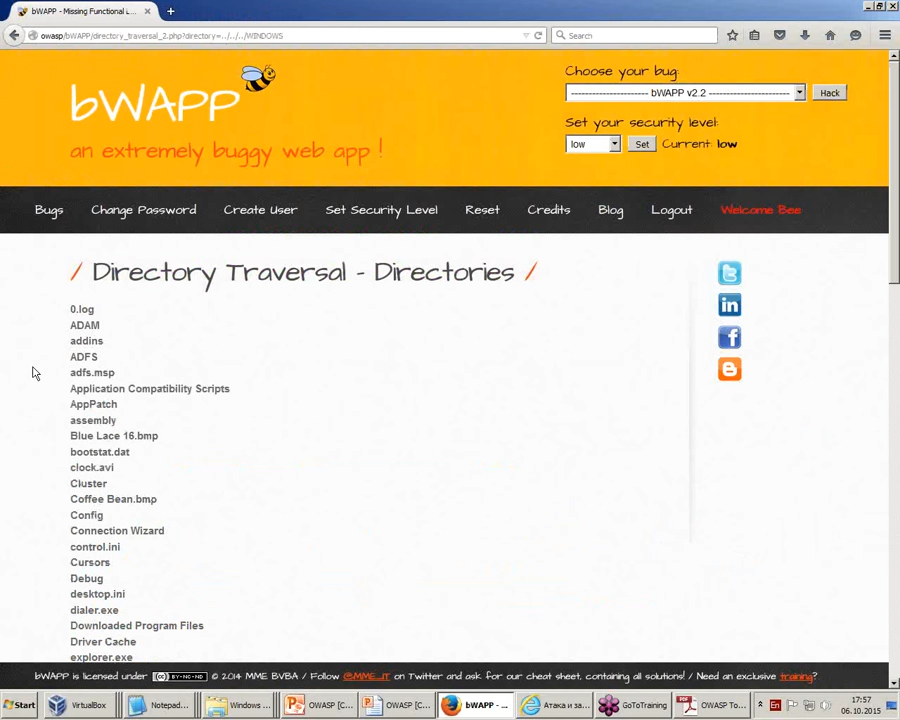 bWAPP - Missing Functional L...
owasp/bWAPP/directory_traversal_2.php?directory=../../../WINDOWS
Search
bWAPP
an extremely buggy web app !
Choose your bug:
---------------------- bWAPP v2.2 ----------------------
Hack
Set your security level:
low
Set
Current: low
Bugs
Change Password
Create User
Set Security Level
Reset
Credits
Blog
Logout
Welcome Bee
/ Directory Traversal - Directories /
0.log
ADAM
addins
ADFS
adfs.msp
Application Compatibility Scripts
AppPatch
assembly
Blue Lace 16.bmp
bootstat.dat
clock.avi
Cluster
Coffee Bean.bmp
Config
Connection Wizard
control.ini
Cursors
Debug
desktop.ini
dialer.exe
Downloaded Program Files
Driver Cache
explorer.exe
bWAPP is licensed under (cc) BY-NC-ND © 2014 MME BVBA / Follow @MME_IT on Twitter and ask for our cheat sheet, containing all solutions! / Need an exclusive training?
Start
VirtualBox
Notepad...
Windows ...
OWASP [C...
OWASP [C...
bWAPP - ...
Атака и за...
GoToTraining
OWASP To...
En
17:57
06.10.2015